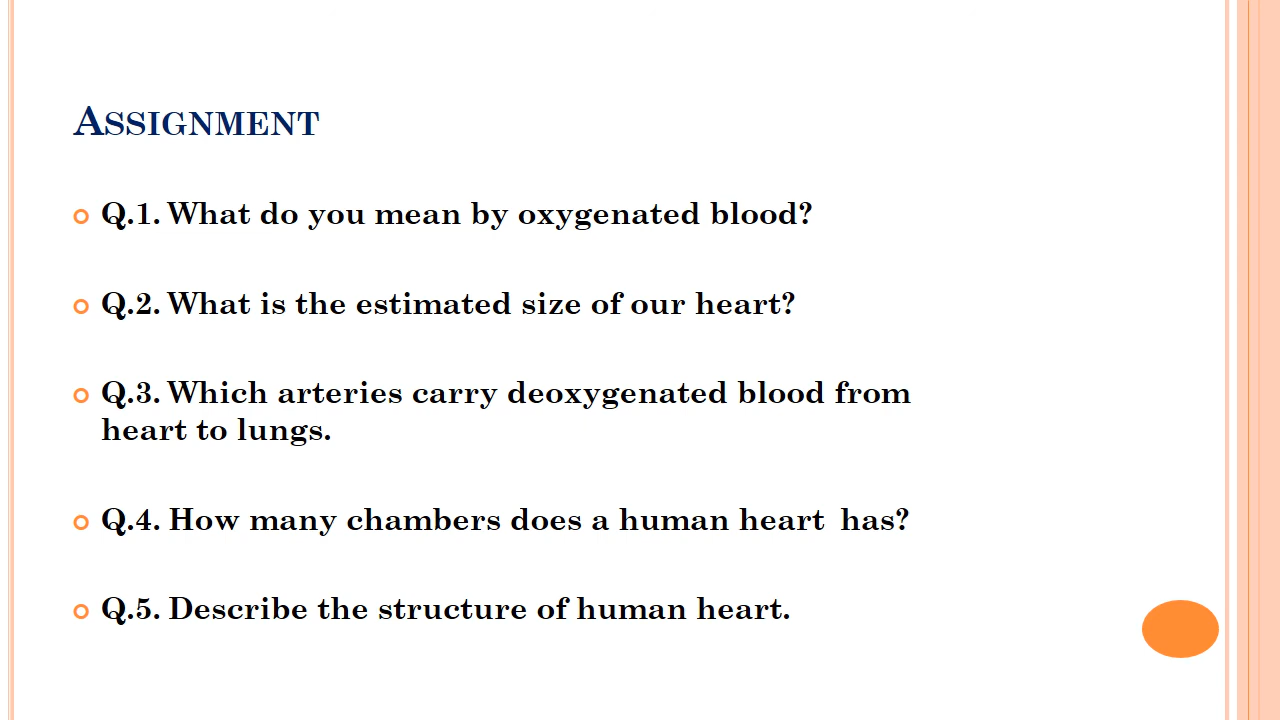 ASSIGNMENT
Q.1. What do you mean by oxygenated blood?
Q.2. What is the estimated size of our heart?
Q.3. Which arteries carry deoxygenated blood from
heart to lungs.
Q.4. How many chambers does a human heart has?
Q.5. Describe the structure of human heart.